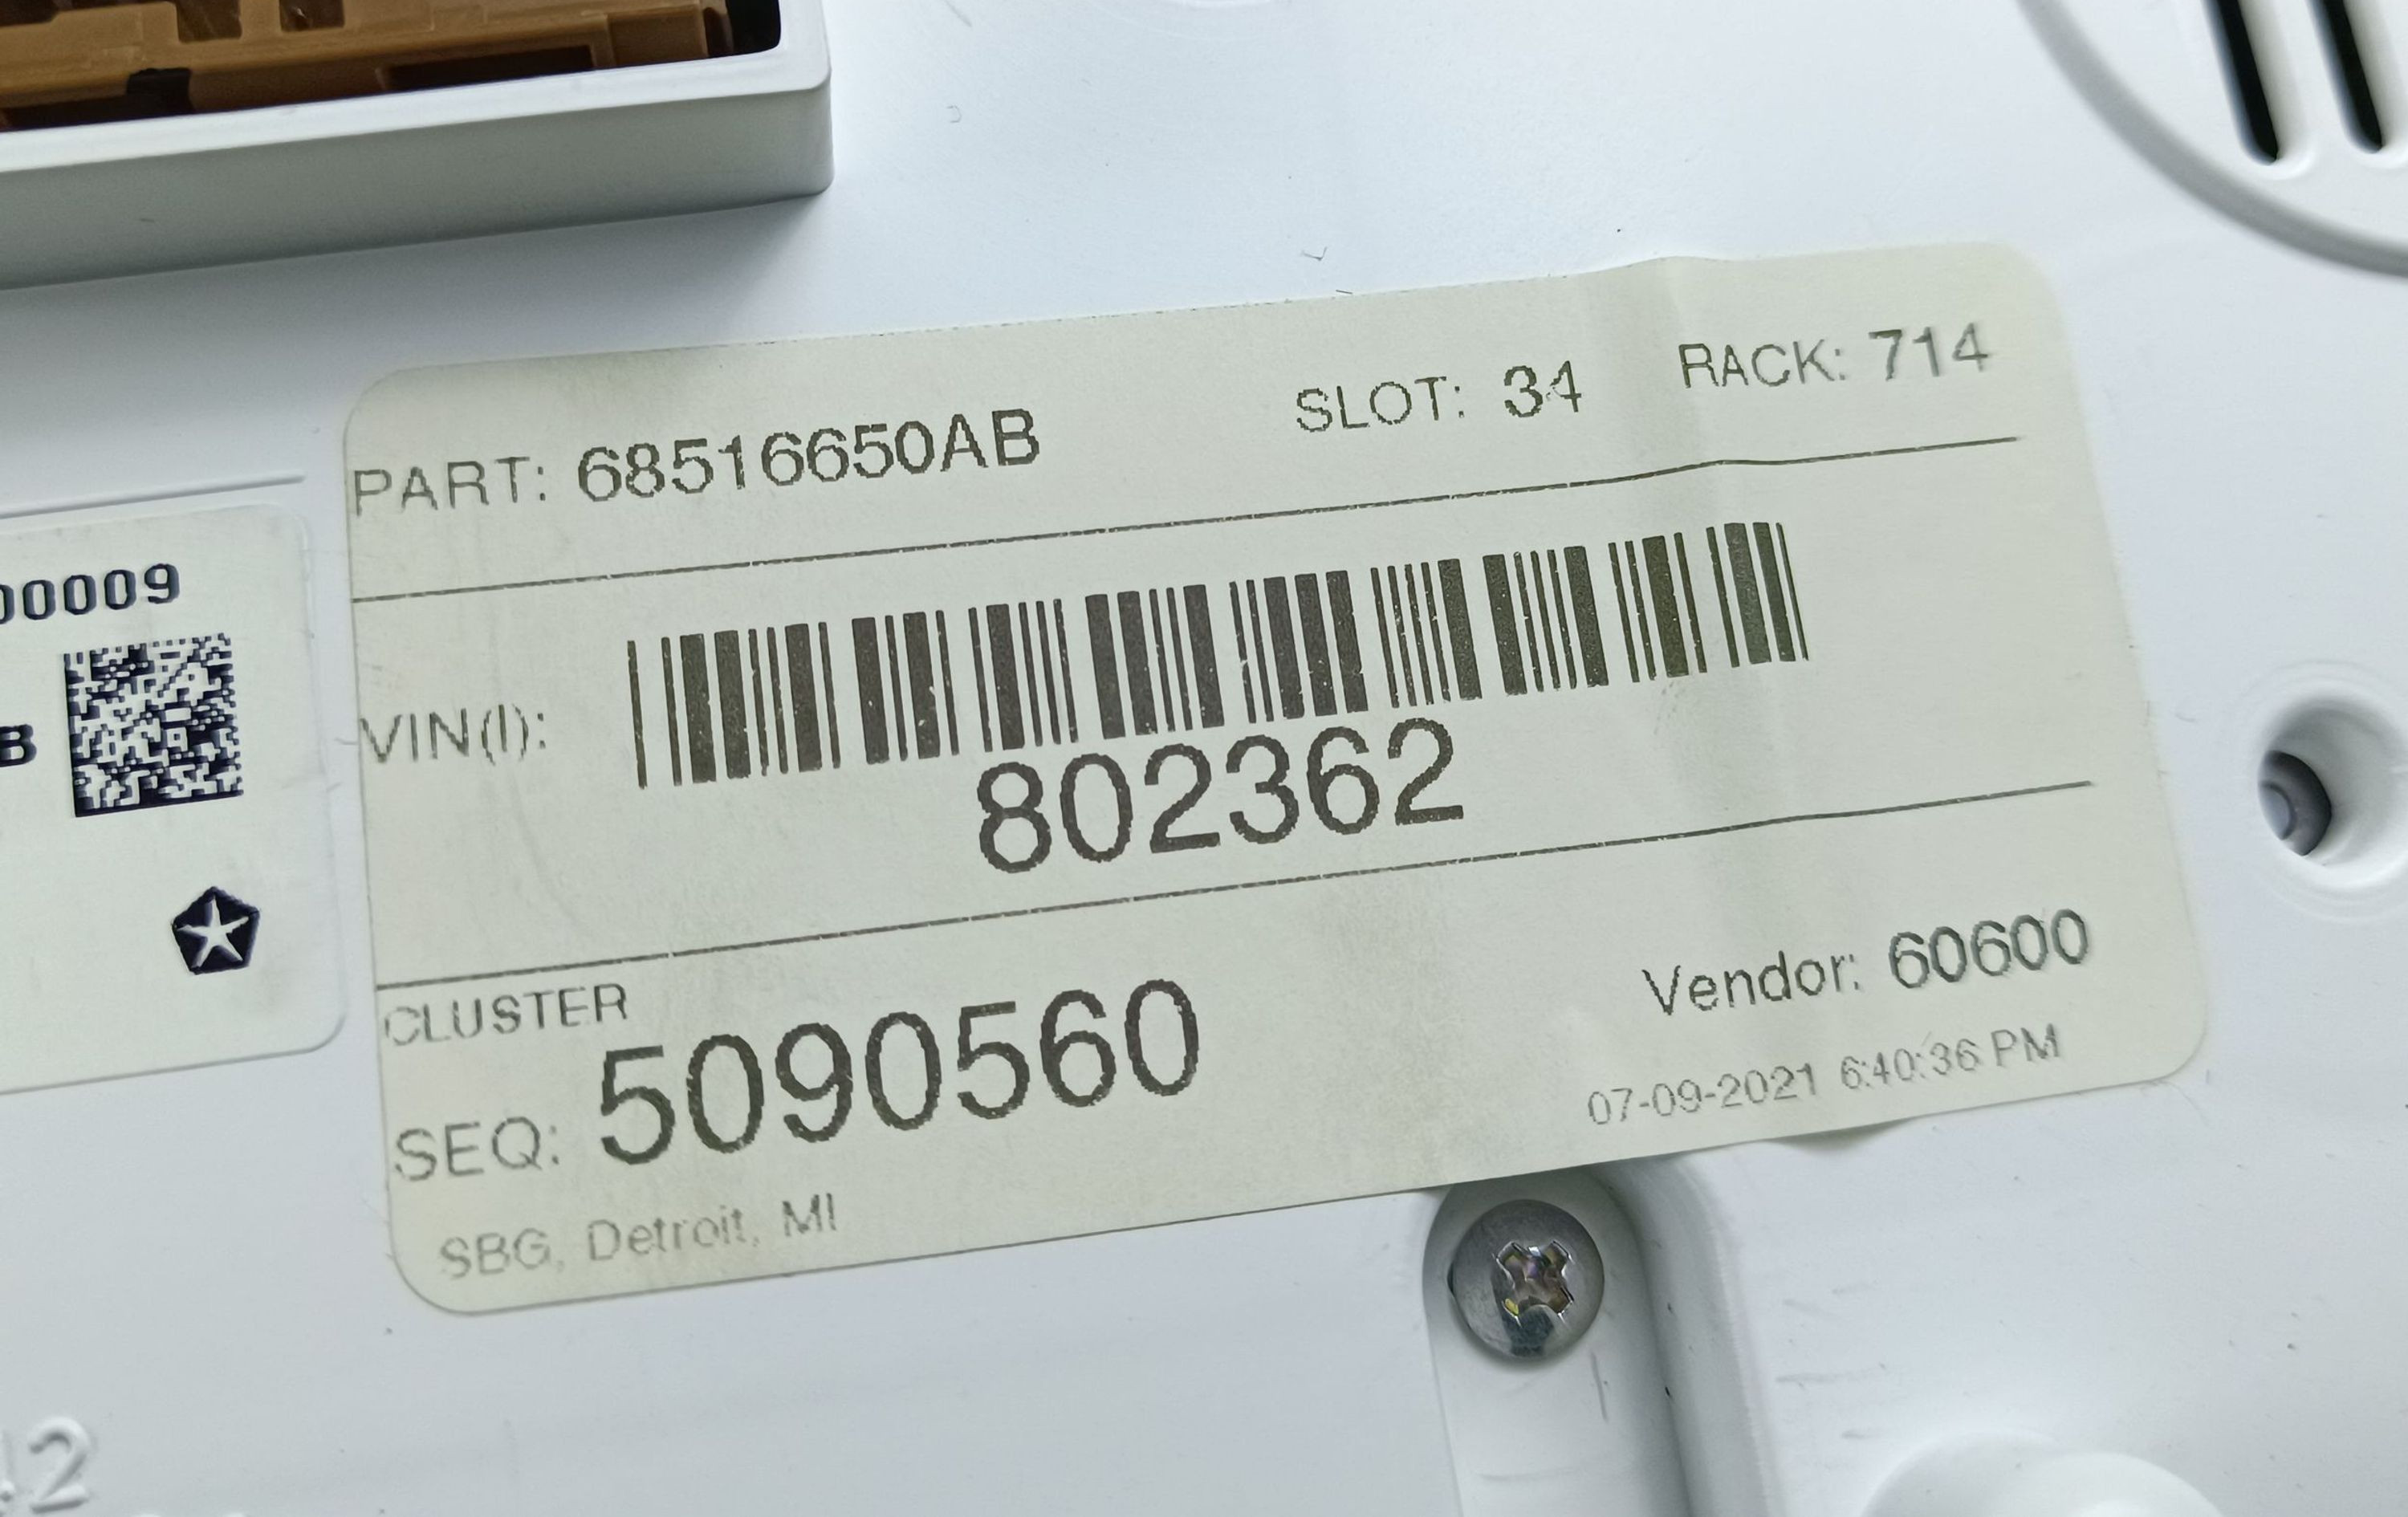 PART: 68516650AB SLOT: 34 RACK: 714
00009
VIN(I):
802362
B
CLUSTER
Vendor: 60600
SEQ: 5090560
07-09-2021 6:40:36 PM
SBG, Detroit, MI
42